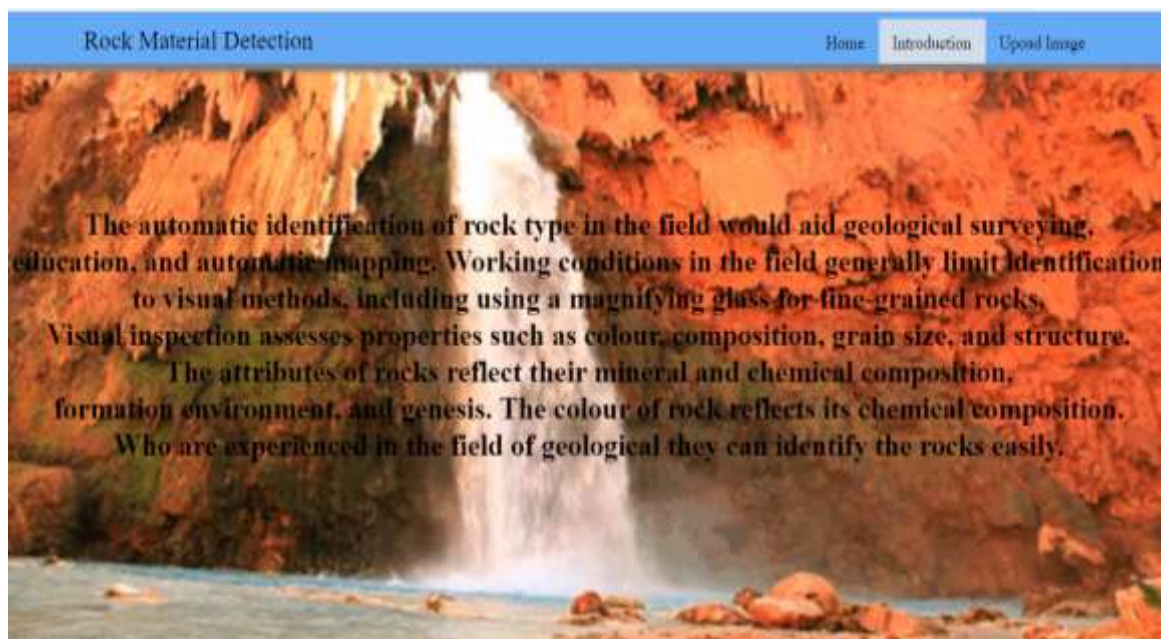 Rock Material Detection
Home Introduction Upoad Image
The automatic identification of rock type in the field would aid geological surveying,
education, and automatic mapping. Working conditions in the field generally limit identification
to visual methods, including using a magnifying glass for fine-grained rocks.
Visual inspection assesses properties such as colour, composition, grain size, and structure.
The attributes of rocks reflect their mineral and chemical composition,
formation environment, and genesis. The colour of rock reflects its chemical composition.
Who are experienced in the field of geological they can identify the rocks easily.